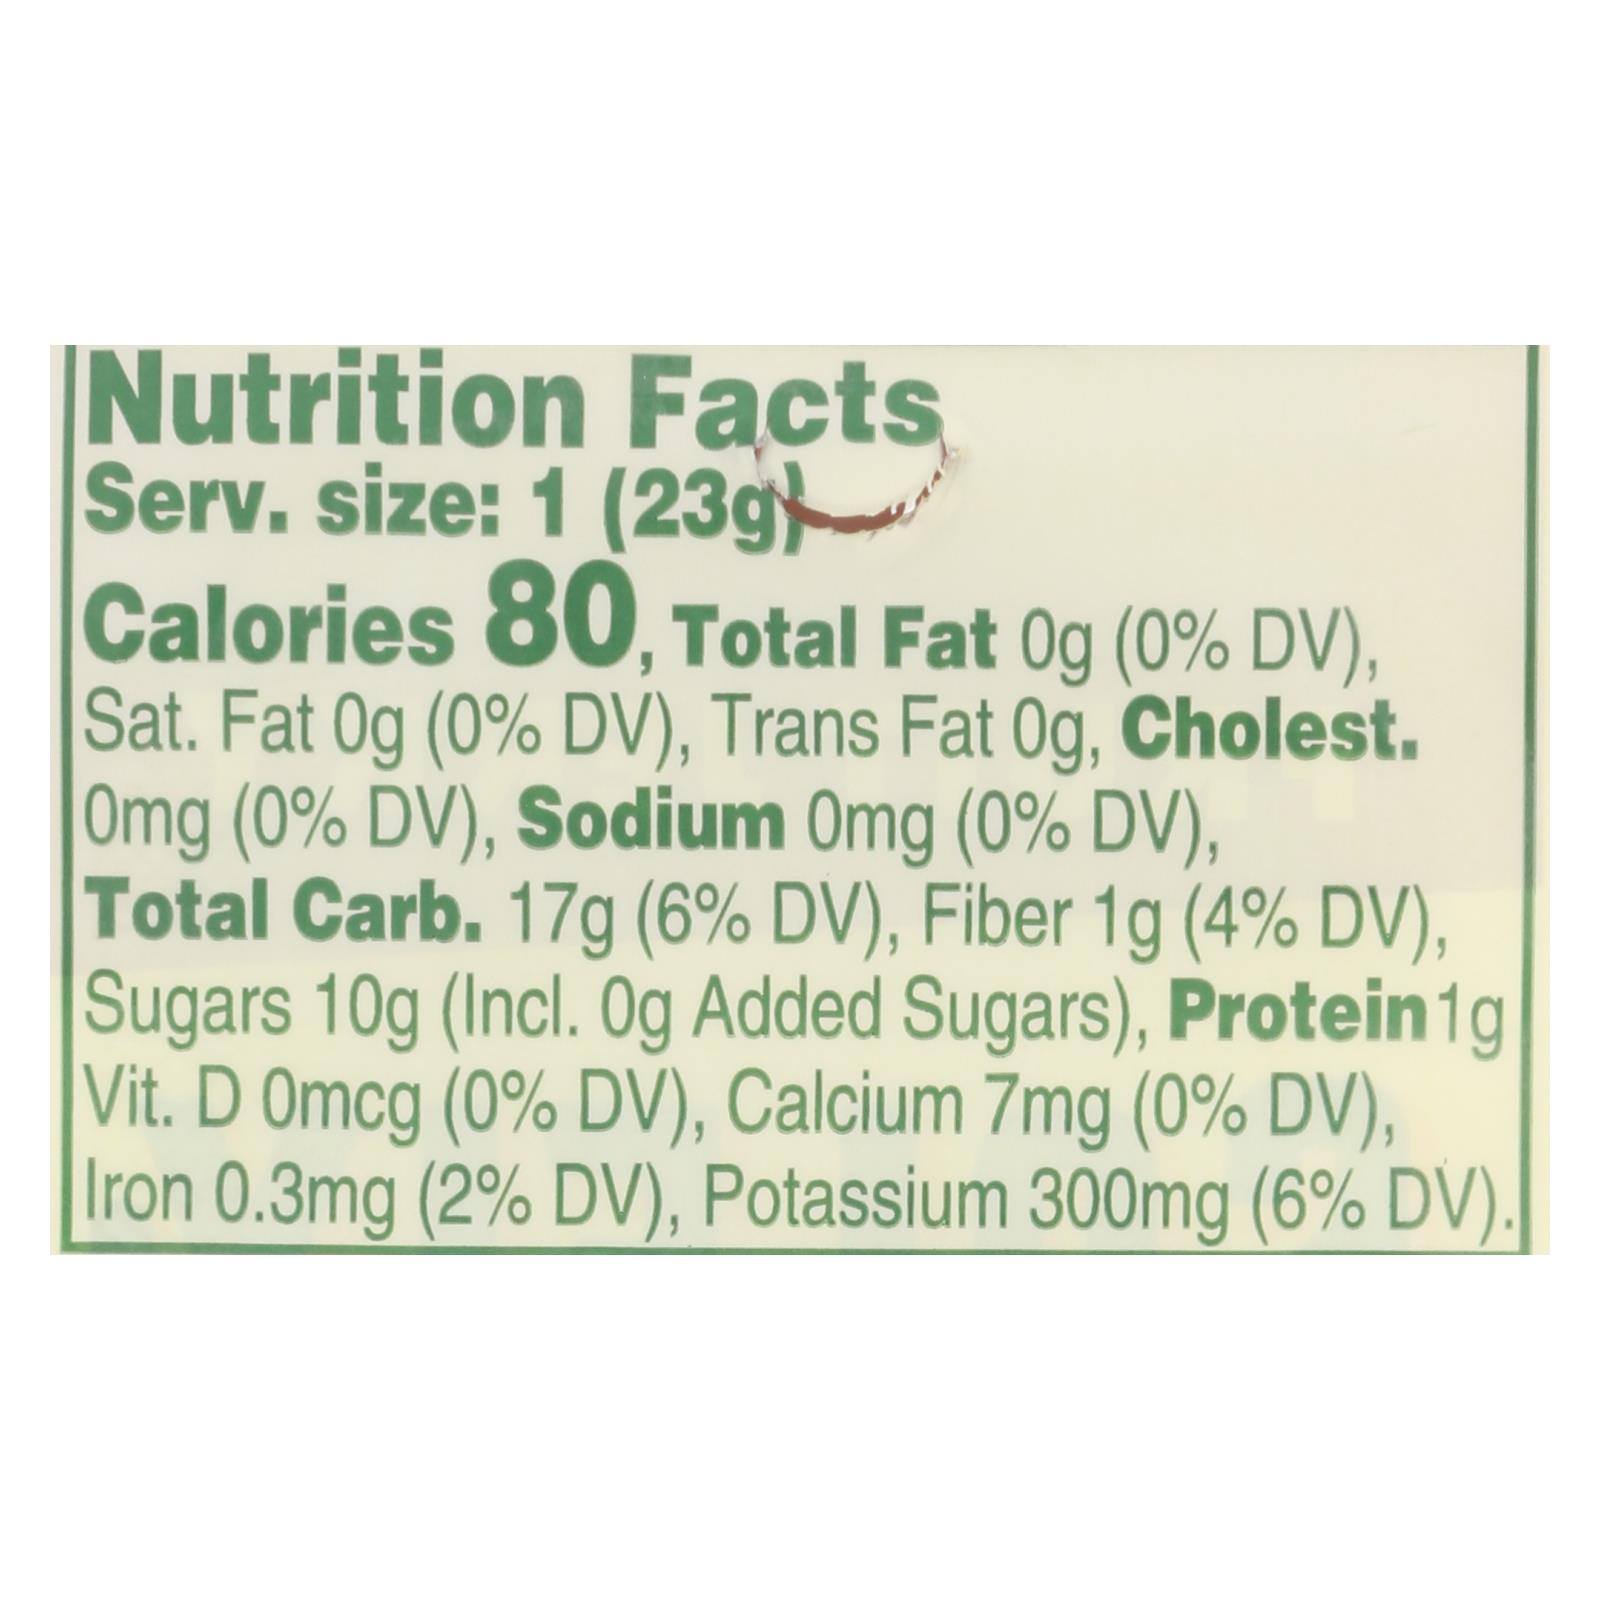 Nutrition Facts
Serv. size: 1 (23g)
Calories 80, Total Fat 0g (0% DV),
Sat. Fat 0g (0% DV), Trans Fat 0g, Cholest.
0mg (0% DV), Sodium 0mg (0% DV),
Total Carb. 17g (6% DV), Fiber 1g (4% DV),
Sugars 10g (Incl. 0g Added Sugars), Protein 1g
Vit. D 0mcg (0% DV), Calcium 7mg (0% DV),
Iron 0.3mg (2% DV), Potassium 300mg (6% DV).